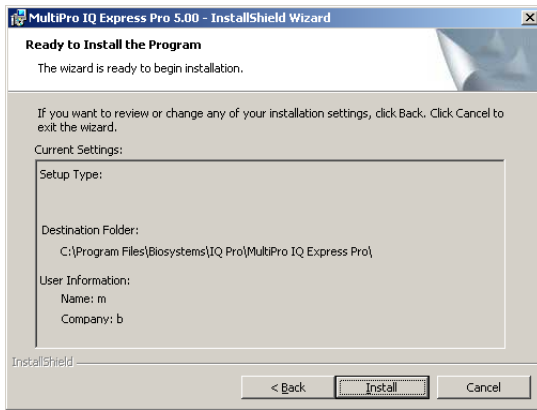 MultiPro IQ Express Pro 5.00 - InstallShield Wizard
Ready to Install the Program
The wizard is ready to begin installation.
If you want to review or change any of your installation settings, click Back. Click Cancel to
exit the wizard.
Current Settings:
Setup Type:
Destination Folder:
C:\Program Files\Biosystems\IQ Pro\MultiPro IQ Express Pro\
User Information:
Name: m
Company: b
InstallShield
< Back
Install
Cancel